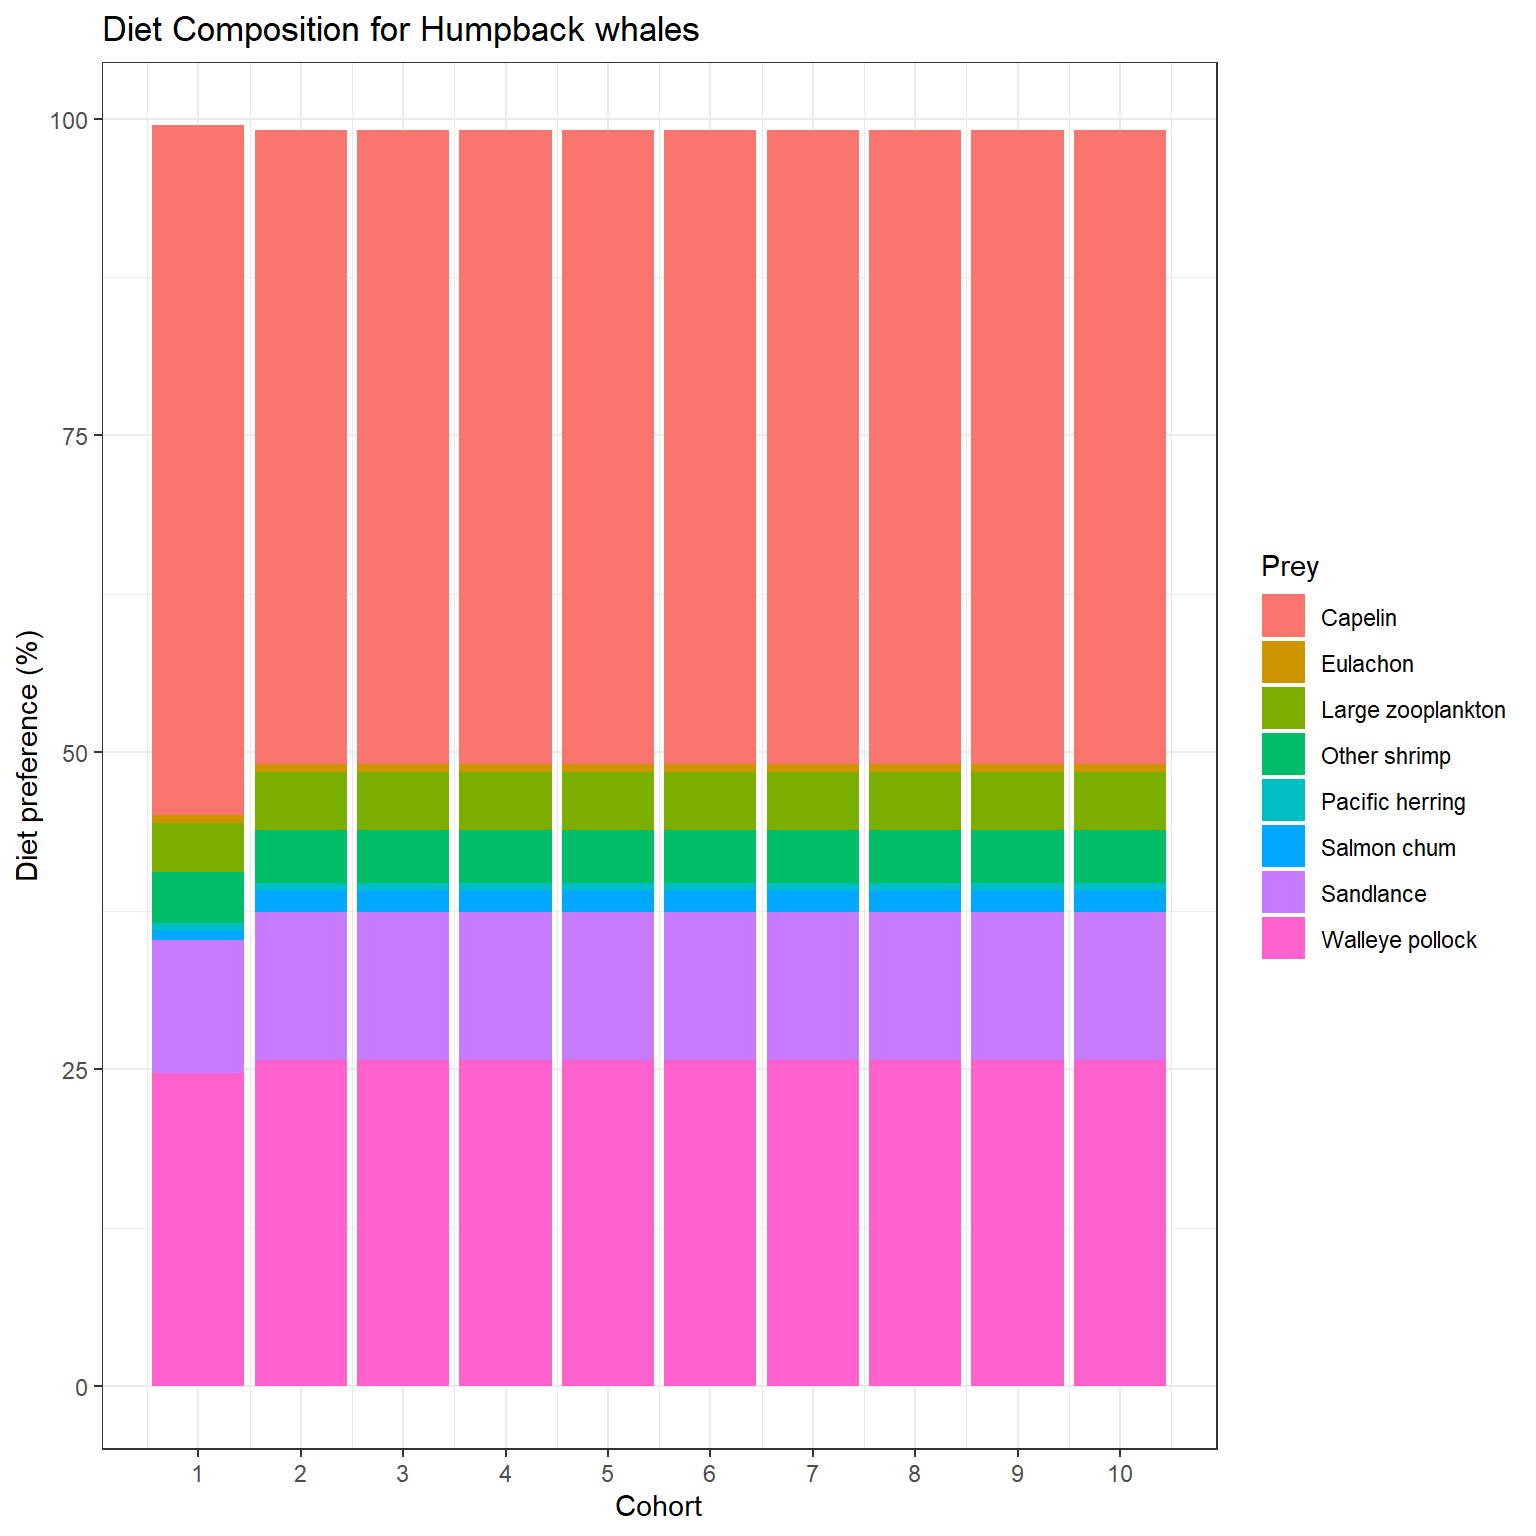 Diet Composition for Humpback whales
100
75
50
25
0
Diet preference (%)
1 2 3 4 5 6 7 8 9 10
Cohort
Prey
Capelin
Eulachon
Large zooplankton
Other shrimp
Pacific herring
Salmon chum
Sandlance
Walleye pollock